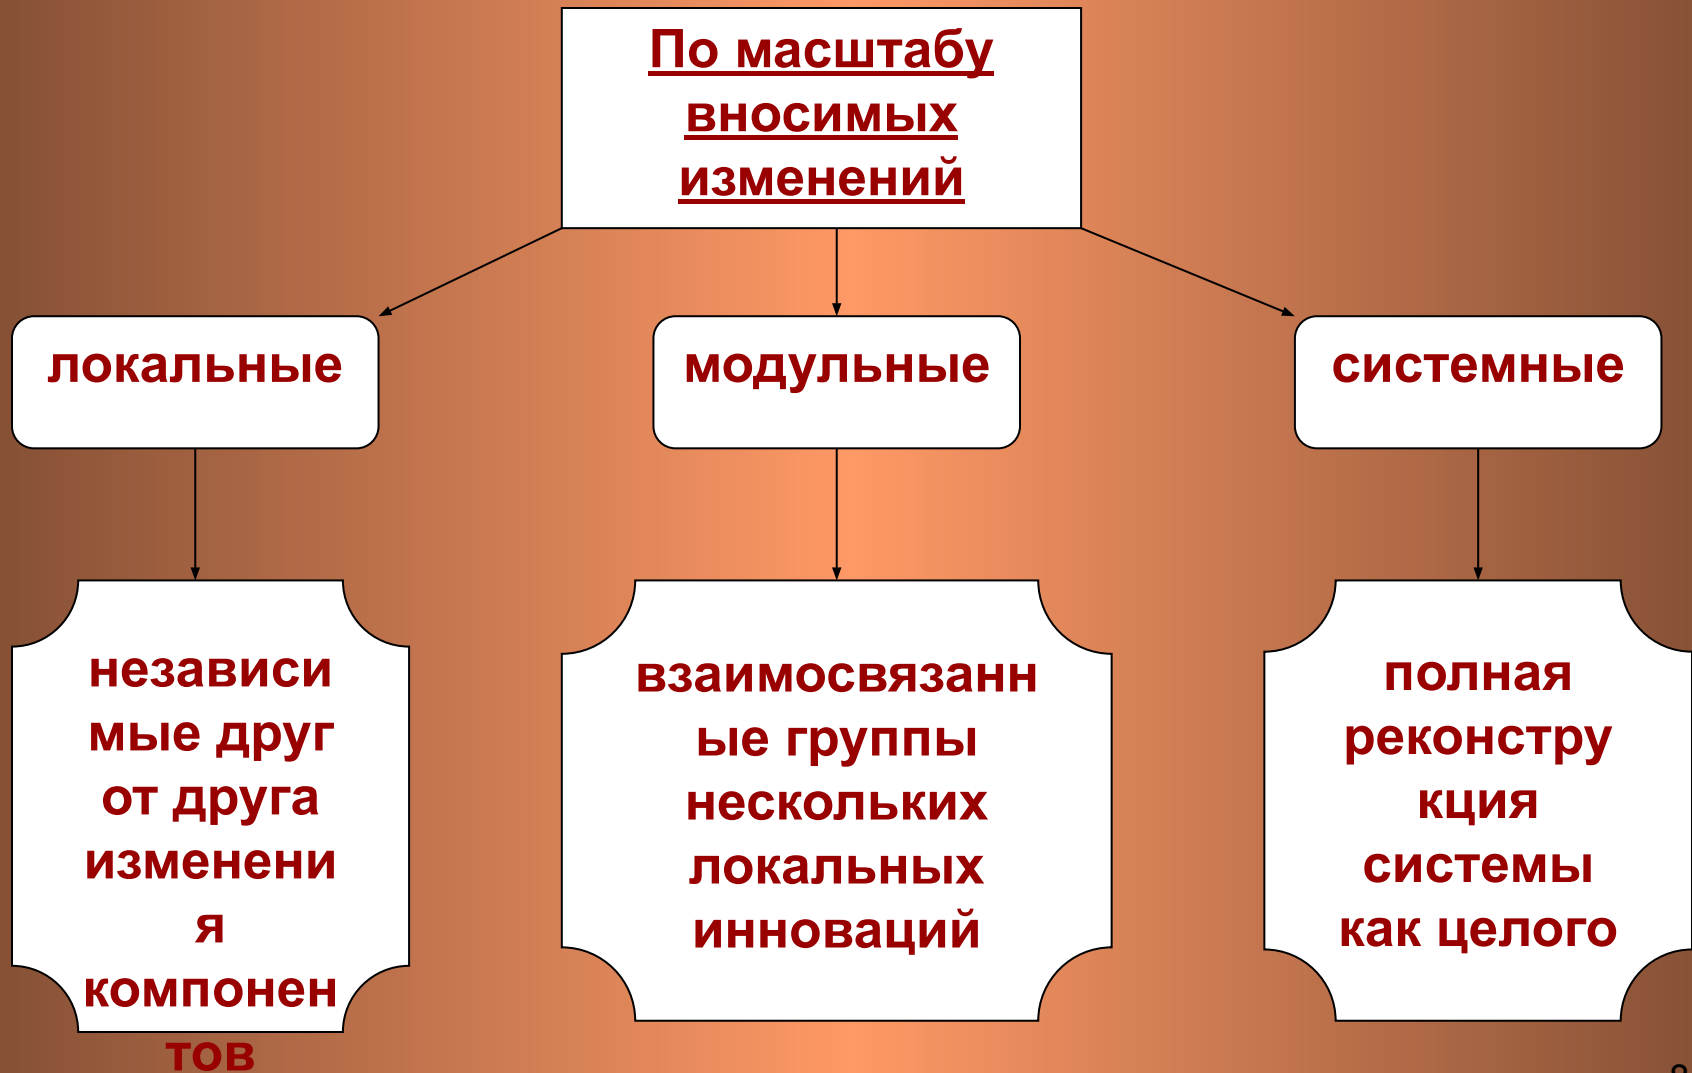 По масштабу
вносимых
изменений
локальные
модульные
системные
независи
мые друг
от друга
изменени
я
компонен
тов
взаимосвязанн
ые группы
нескольких
локальных
инноваций
полная
реконстру
кция
системы
как целого